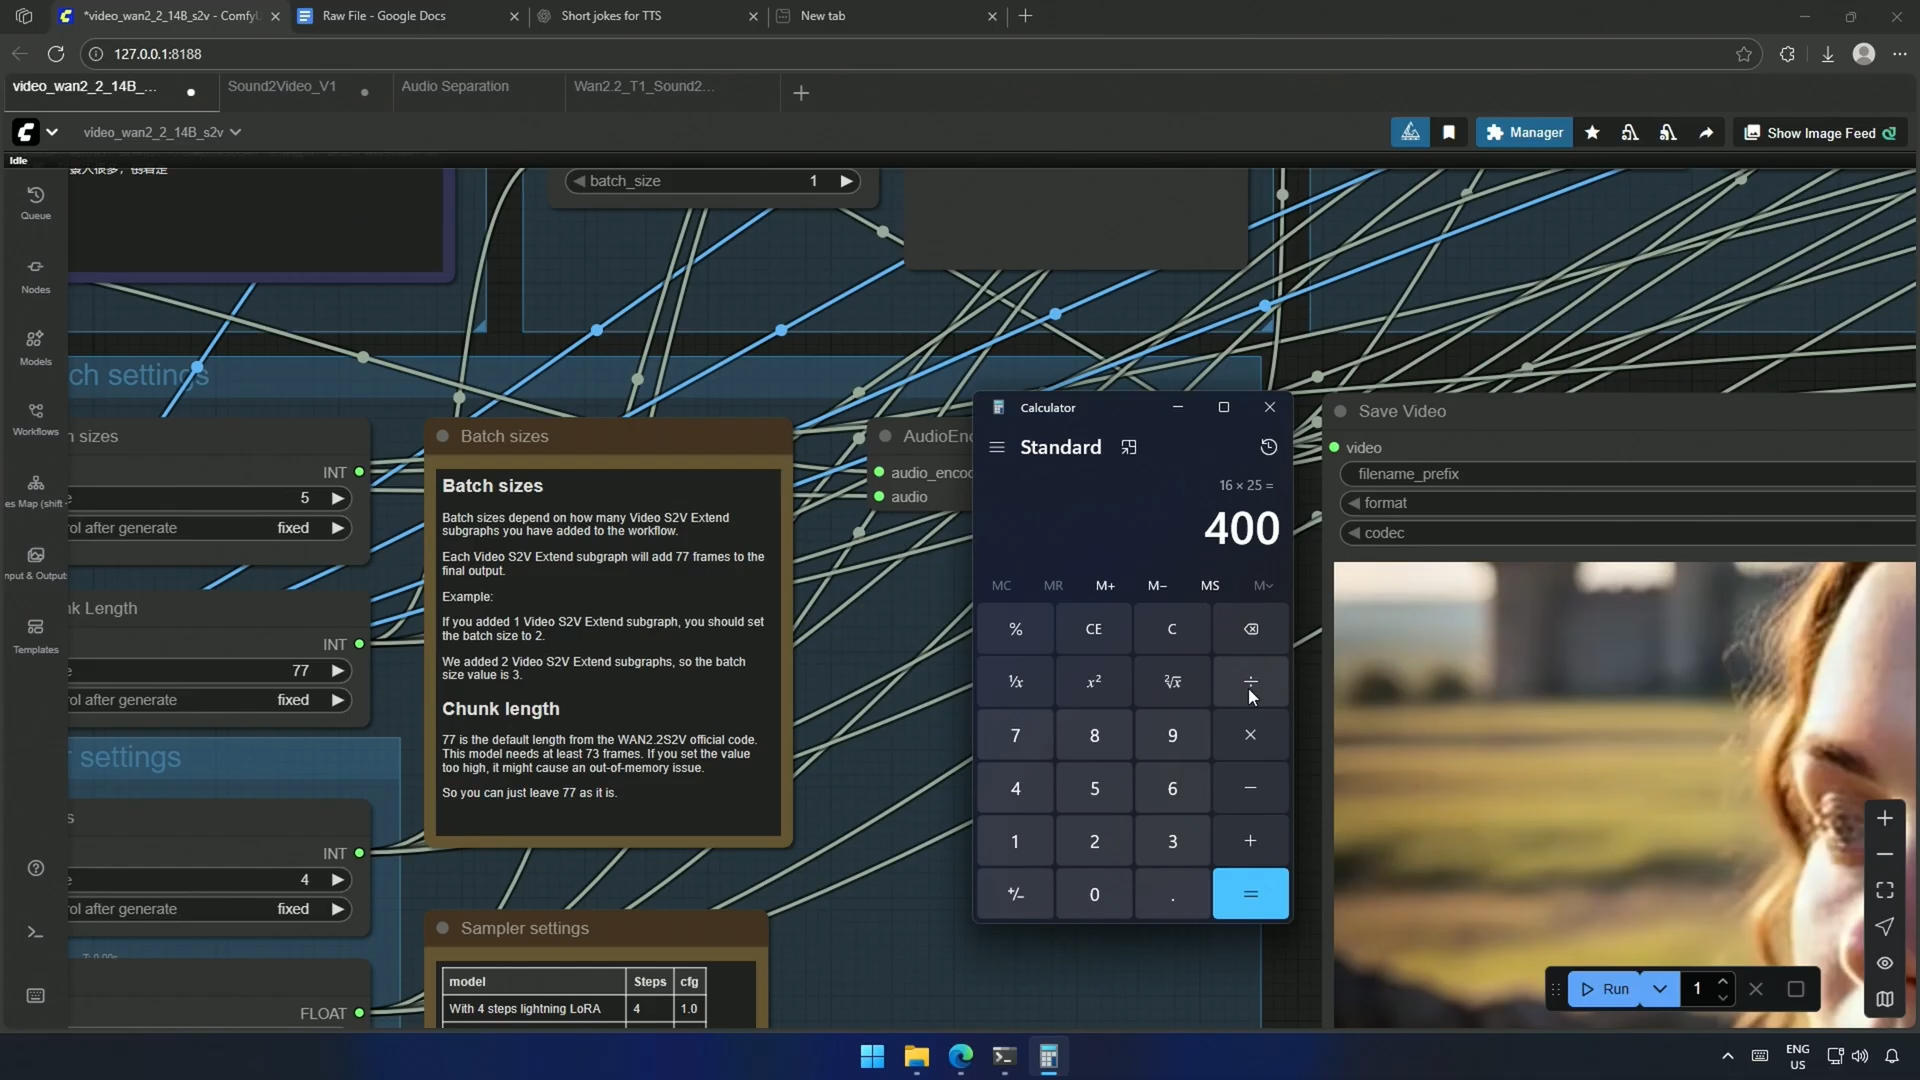 *video_wan2_2_14B_s2v - ComfyU
Raw File - Google Docs
Short jokes for TTS
New tab
127.0.0.1:8188
video_wan2_2_14B_...
Sound2Video_V1
Audio Separation
Wan2.2_T1_Sound2...
video_wan2_2_14B_s2v
Manager
Show Image Feed
Idle
Queue
Nodes
Models
Workflows
es Map (shift
nput & Output
Templates
batch_size 1
ch settings
n sizes
INT
5
ol after generate fixed
nk Length
INT
77
ol after generate fixed
settings
s
INT
4
ol after generate fixed
FLOAT
Batch sizes
Batch sizes
Batch sizes depend on how many Video S2V Extend
subgraphs you have added to the workflow.
Each Video S2V Extend subgraph will add 77 frames to the
final output.
Example:
If you added 1 Video S2V Extend subgraph, you should set
the batch size to 2.
We added 2 Video S2V Extend subgraphs, so the batch
size value is 3.
Chunk length
77 is the default length from the WAN2.2S2V official code.
This model needs at least 73 frames. If you set the value
too high, it might cause an out-of-memory issue.
So you can just leave 77 as it is.
Sampler settings
model Steps cfg
With 4 steps lightning LoRA 4 1.0
AudioEnc
audio_encod
audio
Calculator
Standard
16 × 25 =
400
MC MR M+ M− MS M
% CE C
¹/x x² ²√x ÷
7 8 9 ×
4 5 6 −
1 2 3 +
+/− 0 . =
Save Video
video
filename_prefix
format
codec
Run 1
ENG
US